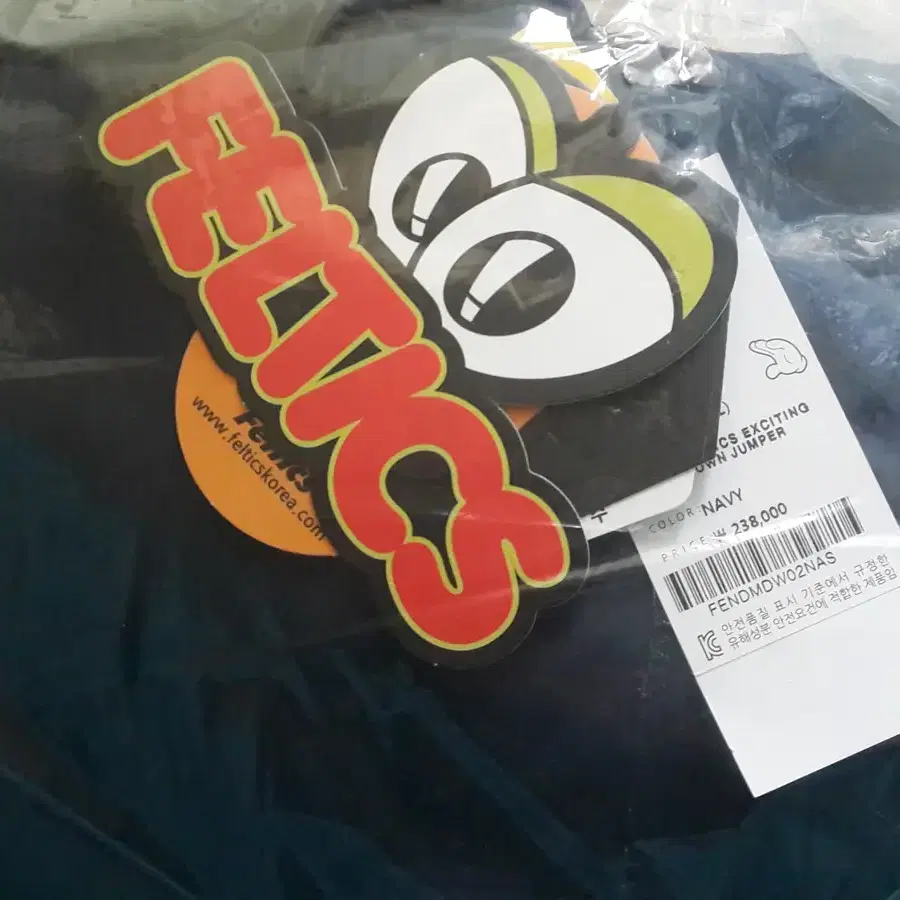 FELTICS
Feltics
www.felticskorea.com
EXCITING
JUMPER
COLOR: NAVY
PRICE: ₩ 238,000
FENDMDW02NAS
안전품질 표시 기준에서 규정한
유해성분 안전요건에 적합한 제품임